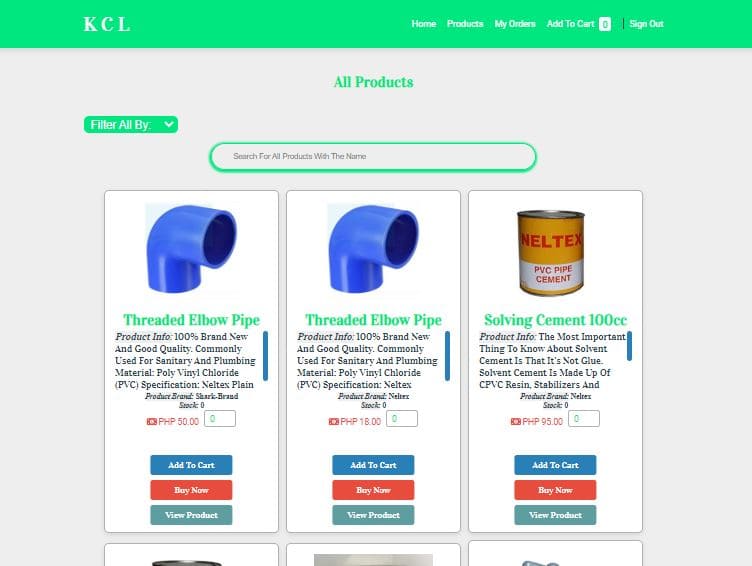 K C L
Home Products My Orders Add To Cart 0 Sign Out
All Products
Filter All By:
Search For All Products With The Name
Threaded Elbow Pipe
Product Info: 100% Brand New
And Good Quality. Commonly
Used For Sanitary And Plumbing
Material: Poly Vinyl Chloride
(PVC) Specification: Neltex Plain
Product Brand: Shark-Brand
Stock: 0
PHP 50.00 0
Add To Cart
Buy Now
View Product
Threaded Elbow Pipe
Product Info: 100% Brand New
And Good Quality. Commonly
Used For Sanitary And Plumbing
Material: Poly Vinyl Chloride
(PVC) Specification: Neltex
Product Brand: Neltex
Stock: 0
PHP 18.00 0
Add To Cart
Buy Now
View Product
NELTEX
PVC PIPE
CEMENT
Solving Cement 100cc
Product Info: The Most Important
Thing To Know About Solvent
Cement Is That It's Not Glue.
Solvent Cement Is Made Up Of
CPVC Resin, Stabilizers And
Product Brand: Neltex
Stock: 0
PHP 95.00 0
Add To Cart
Buy Now
View Product